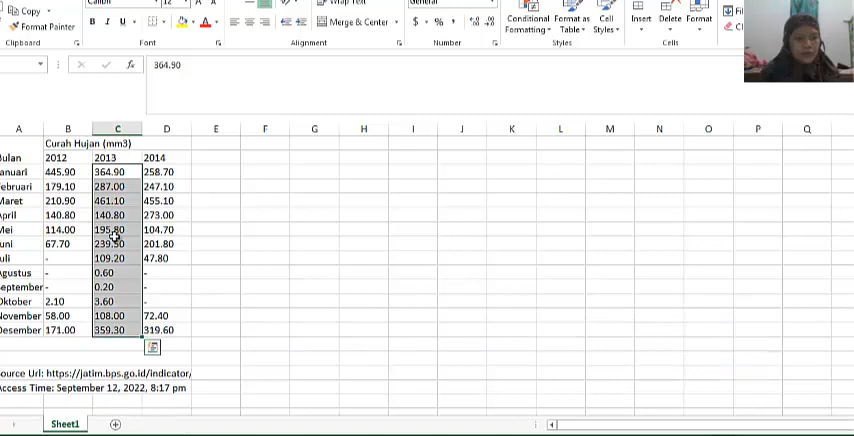 Copy
Format Painter
Calibri 12 A A
B I U
Wrap Text
Merge & Center
General
$ % ,
Conditional Formatting
Format as Table
Cell Styles
Insert Delete Format
Clipboard Font Alignment Number Styles Cells
fx 364.90
A B C D E F G H I J K L M N O P Q
Curah Hujan (mm3)
Bulan 2012 2013 2014
anuari 445.90 364.90 258.70
Februari 179.10 287.00 247.10
Maret 210.90 461.10 455.10
April 140.80 140.80 273.00
Mei 114.00 195.80 104.70
uni 67.70 239.50 201.80
uli - 109.20 47.80
Agustus - 0.60 -
September - 0.20 -
Oktober 2.10 3.60 -
November 58.00 108.00 72.40
Desember 171.00 359.30 319.60
ource Url: https://jatim.bps.go.id/indicator/
Access Time: September 12, 2022, 8:17 pm
Sheet1